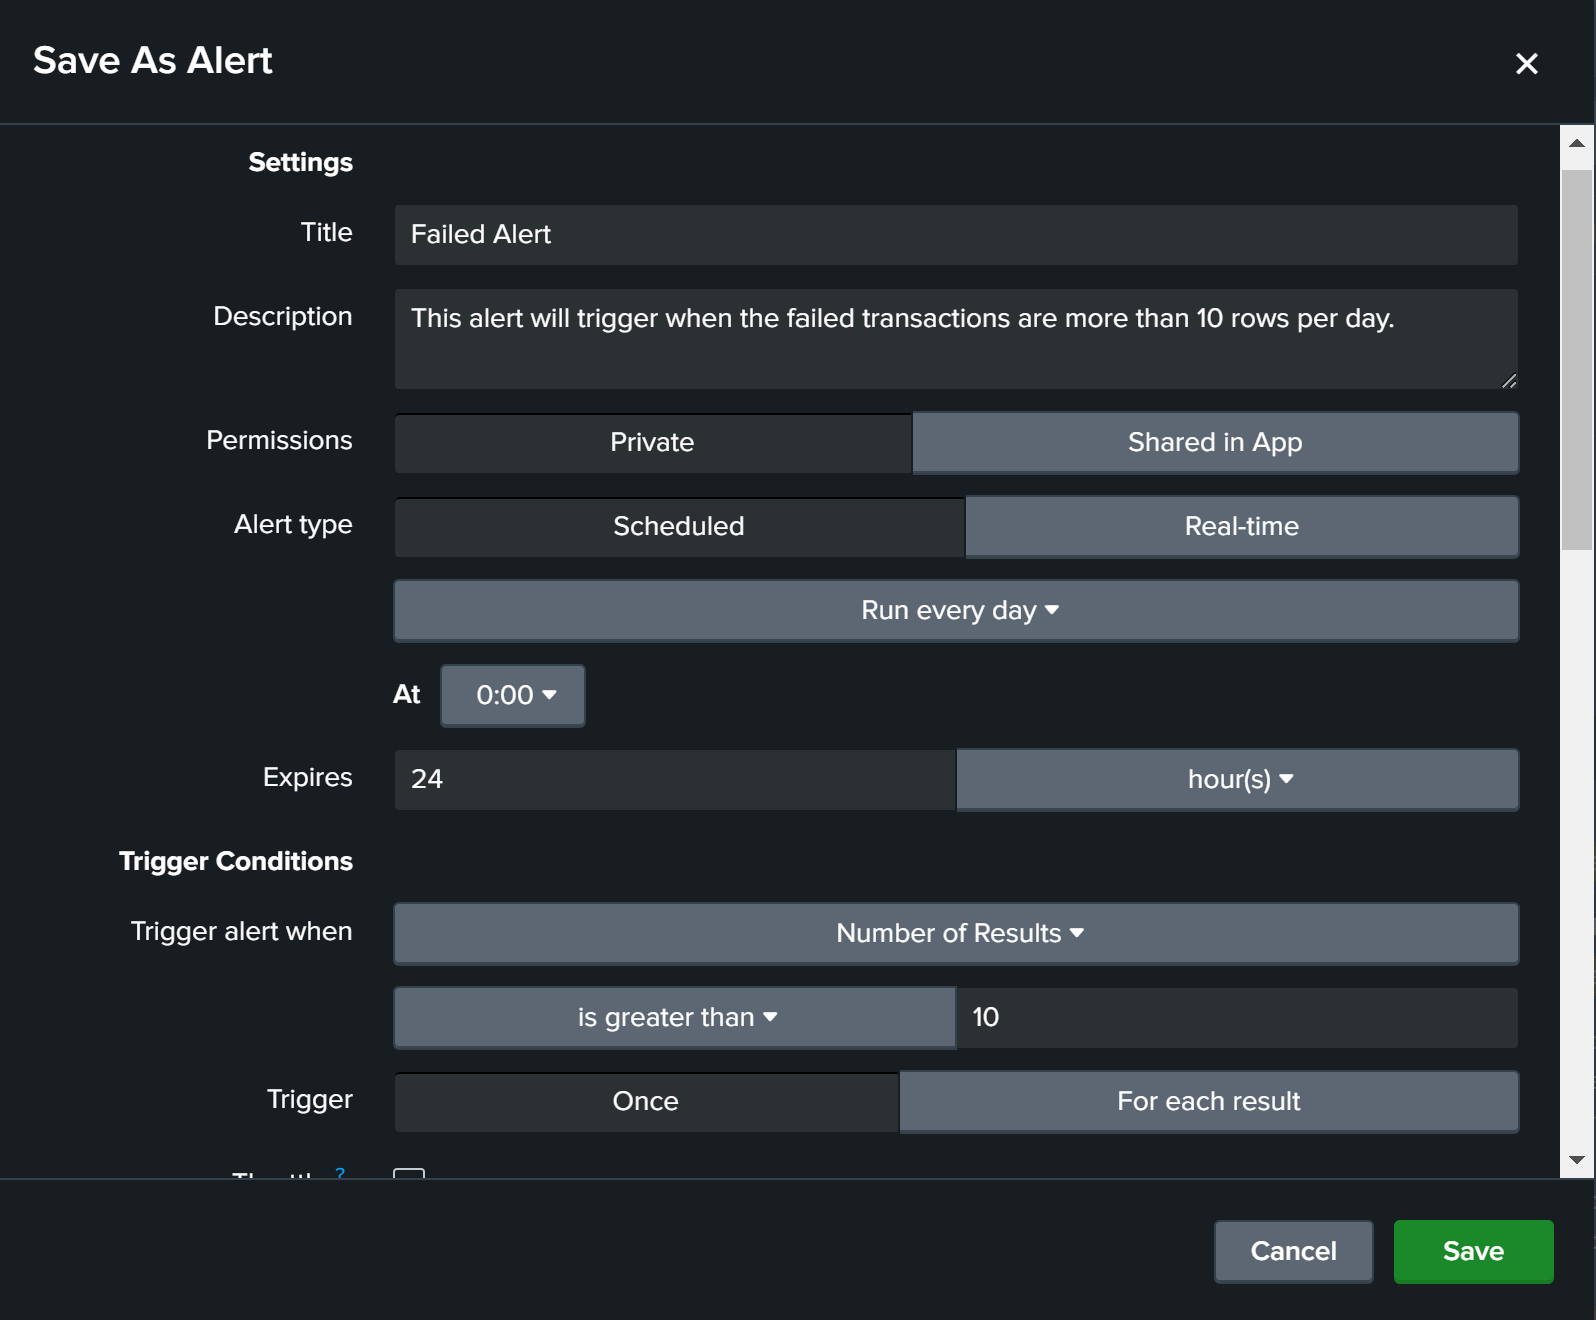 Save As Alert
Settings
Title Failed Alert
Description This alert will trigger when the failed transactions are more than 10 rows per day.
Permissions Private Shared in App
Alert type Scheduled Real-time
Run every day
At 0:00
Expires 24 hour(s)
Trigger Conditions
Trigger alert when Number of Results
is greater than 10
Trigger Once For each result
?
Cancel Save